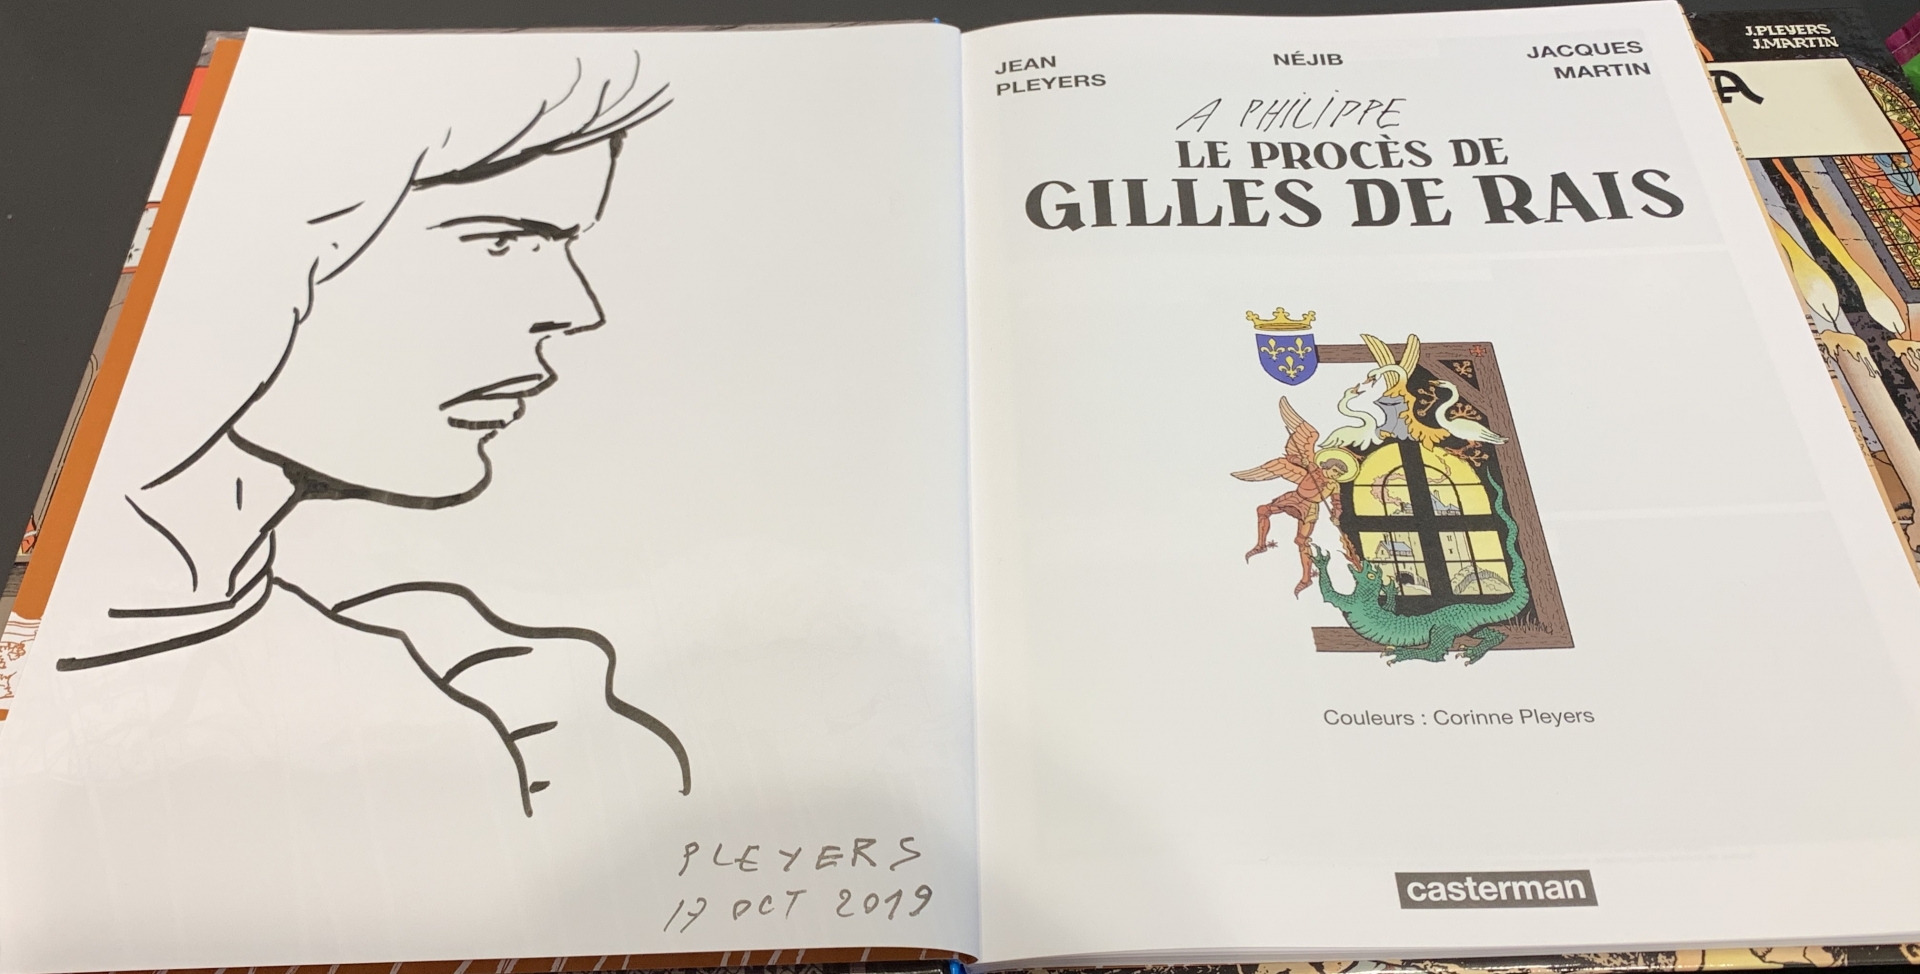 PLEYERS
17 OCT 2019
JEAN
PLEYERS
NÉJIB
JACQUES
MARTIN
A PHILIPPE
LE PROCÈS DE
GILLES DE RAIS
Couleurs : Corinne Pleyers
casterman
J.PLEYERS
J.MARTIN
A